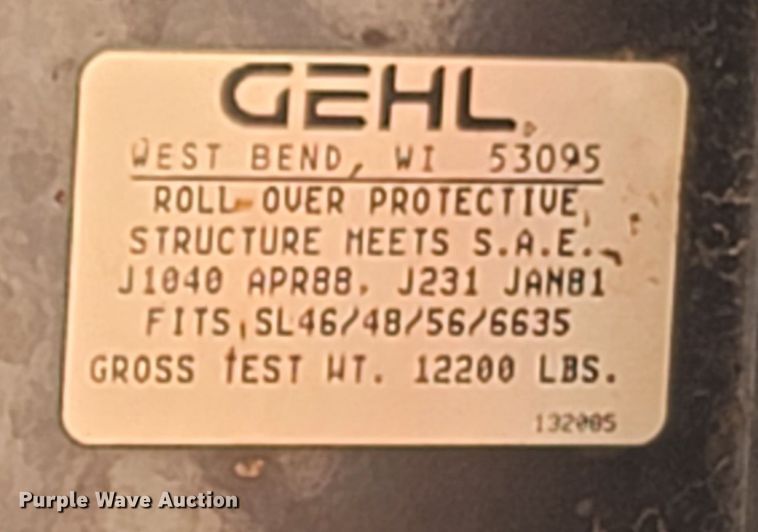 GEHL
WEST BEND, WI 53095
ROLL-OVER PROTECTIVE
STRUCTURE MEETS S.A.E.
J1040 APR88, J231 JAN81
FITS SL46/48/56/6635
GROSS TEST WT. 12200 LBS.
132085
Purple Wave Auction